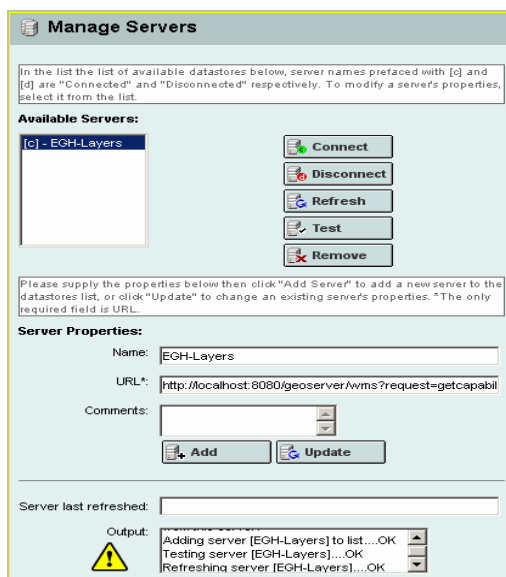 Manage Servers
In the list the list of available datastores below, server names prefaced with [c] and
[d] are "Connected" and "Disconnected" respectively. To modify a server's properties,
select it from the list.
Available Servers:
[c] - EGH-Layers
Connect
Disconnect
Refresh
Test
Remove
Please supply the properties below then click "Add Server" to add a new server to the
datastores list, or click "Update" to change an existing server's properties. *The only
required field is URL.
Server Properties:
Name: EGH-Layers
URL*: http://localhost:8080/geoserver/wms?request=getcapabil
Comments:
Add Update
Server last refreshed:
Output:
Adding server [EGH-Layers] to list....OK
Testing server [EGH-Layers]....OK
Refreshing server [EGH-Layers]....OK